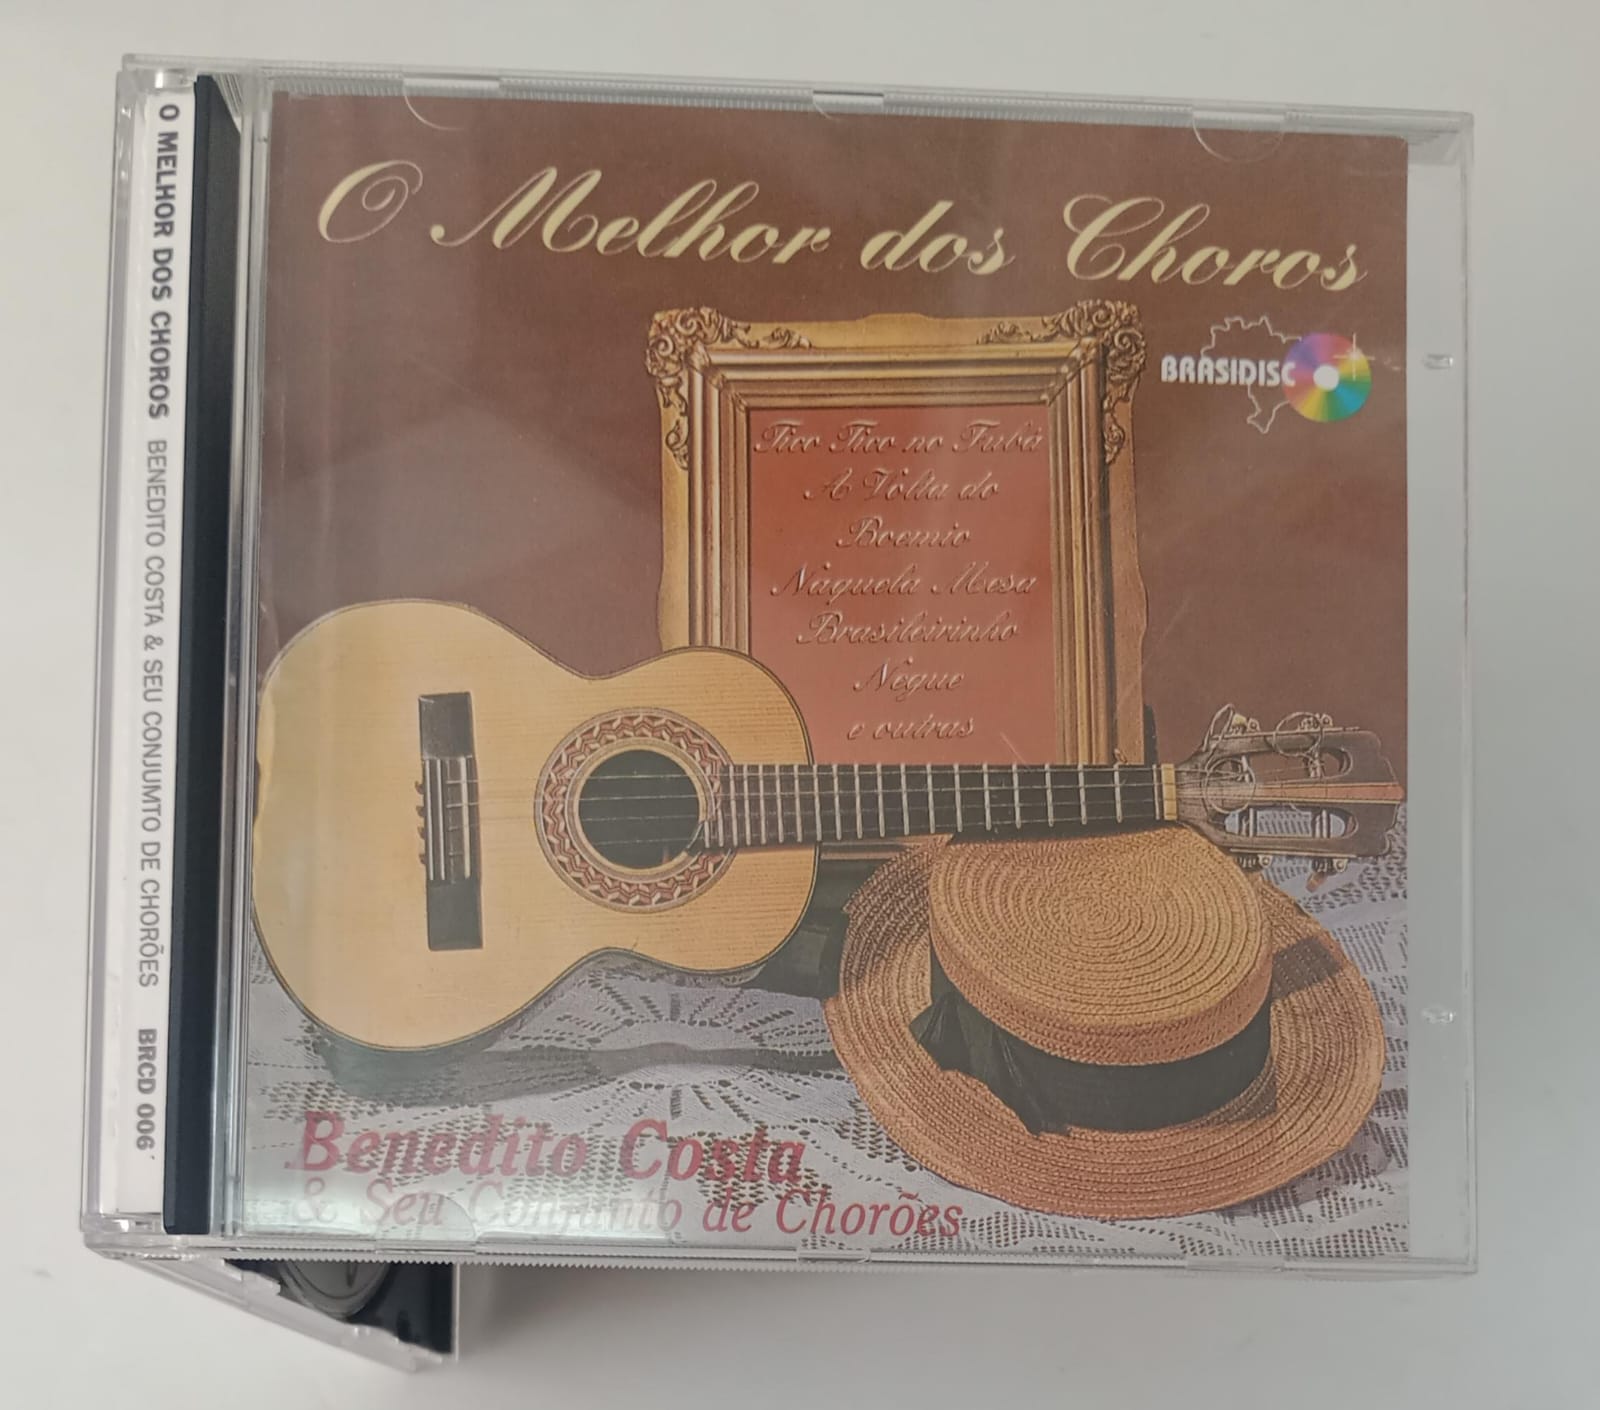 O MELHOR DOS CHOROS BENEDITO COSTA & SEU CONJUMTO DE CHORÕES BRCD 006
O Melhor dos Choros
BRASIDISC
Tico Tico no Fubá
A Volta do
Boemio
Naquela Mesa
Brasileirinho
Negue
e outras
Benedito Costa
& Seu Conjunto de Chorões